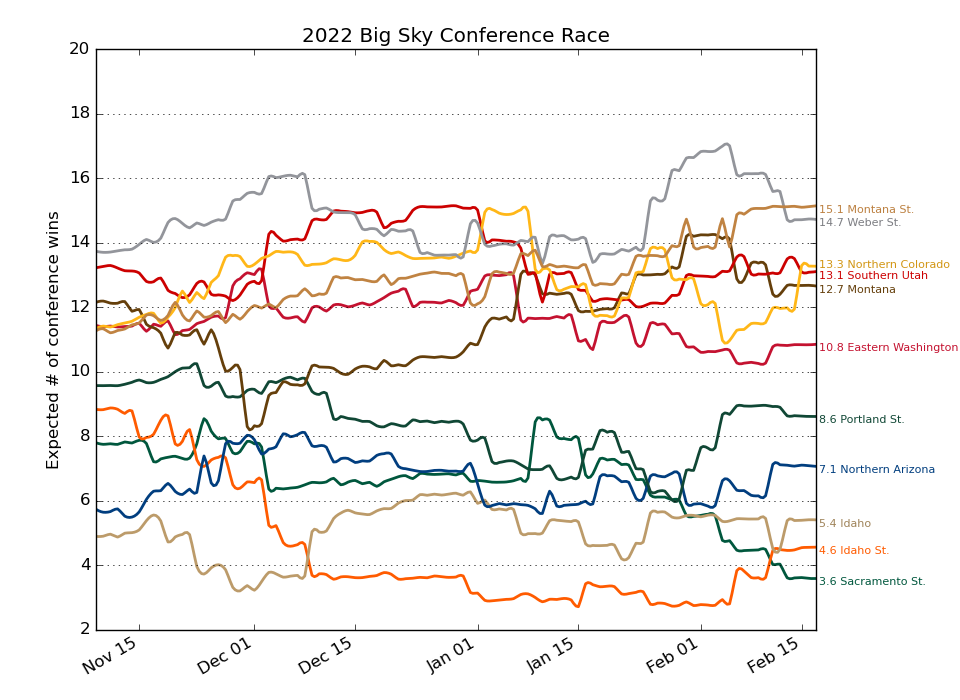 2022 Big Sky Conference Race
Expected # of conference wins
20
18
16
14
12
10
8
6
4
2
Nov 15
Dec 01
Dec 15
Jan 01
Jan 15
Feb 01
Feb 15
15.1 Montana St.
14.7 Weber St.
13.3 Northern Colorado
13.1 Southern Utah
12.7 Montana
10.8 Eastern Washington
8.6 Portland St.
7.1 Northern Arizona
5.4 Idaho
4.6 Idaho St.
3.6 Sacramento St.